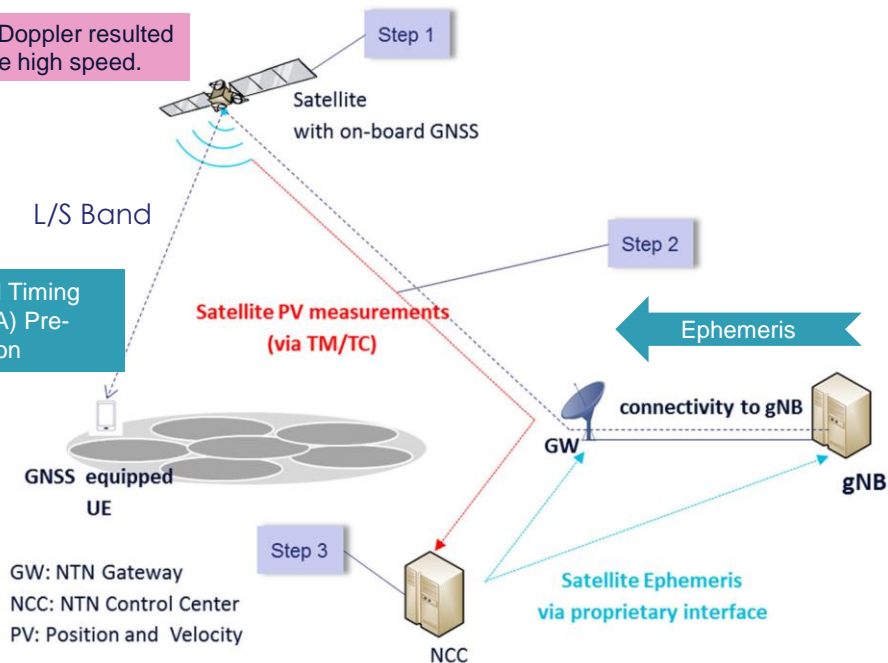 Doppler resulted
e high speed.
Step 1
Satellite
with on-board GNSS
L/S Band
Step 2
Timing
A) Pre-
on
Satellite PV measurements
(via TM/TC)
Ephemeris
connectivity to gNB
GW
gNB
GNSS equipped
UE
Step 3
GW: NTN Gateway
NCC: NTN Control Center
PV: Position and Velocity
Satellite Ephemeris
via proprietary interface
NCC